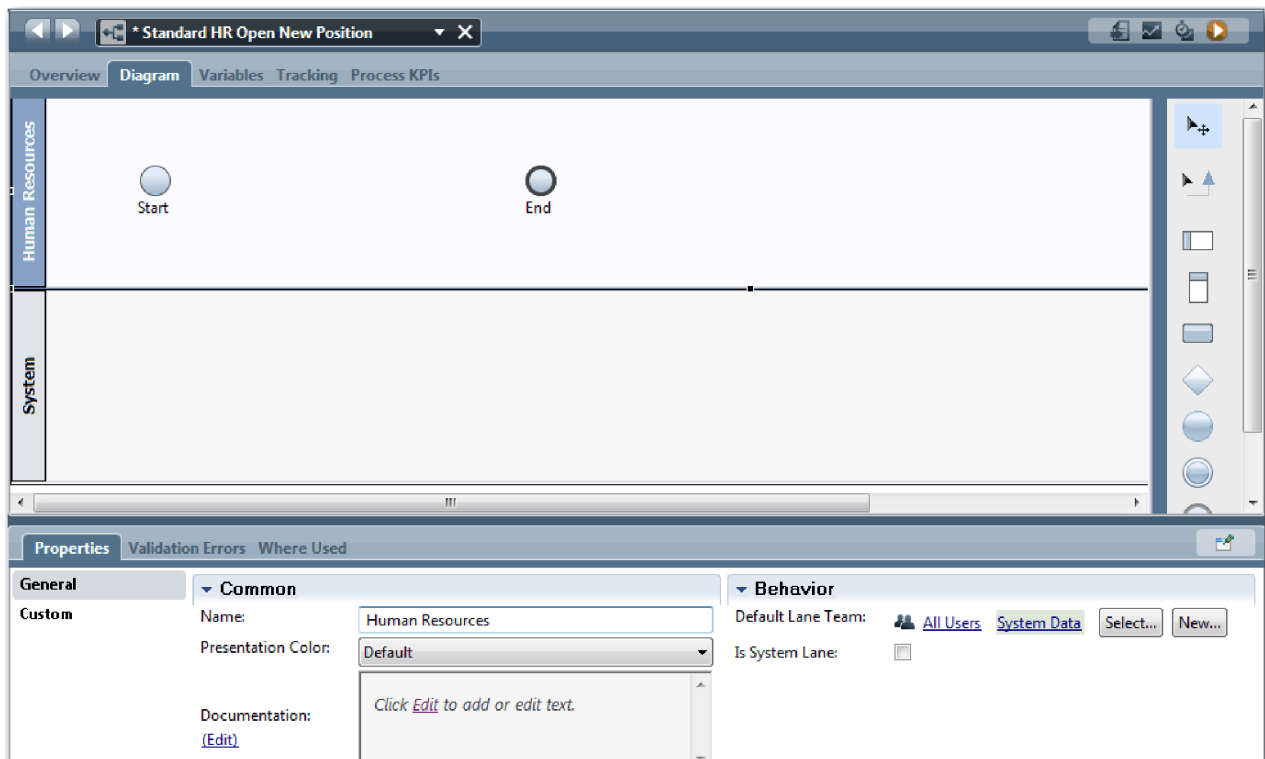 * Standard HR Open New Position
Overview Diagram Variables Tracking Process KPIs
Human Resources
Start
End
System
Properties Validation Errors Where Used
General
Custom
Common
Name: Human Resources
Presentation Color: Default
Documentation:
(Edit)
Click Edit to add or edit text.
Behavior
Default Lane Team: All Users System Data Select... New...
Is System Lane: